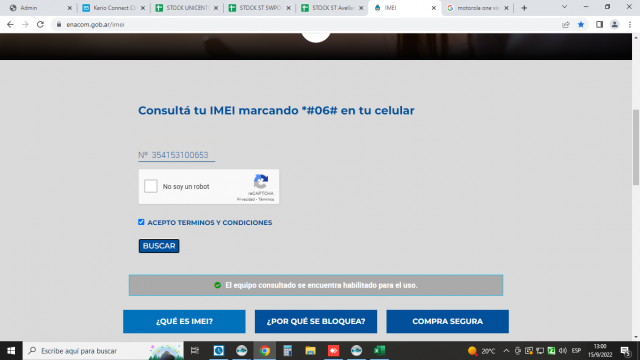 Admin
Kerio Connect Cl
STOCK UNICENTO
STOCK ST SWPO
STOCK ST Avellan
IMEI
motorola one vis
enacom.gob.ar/imei
Consultá tu IMEI marcando *#06# en tu celular
Nº 354153100653
No soy un robot
reCAPTCHA
Privacidad - Términos
ACEPTO TERMINOS Y CONDICIONES
BUSCAR
El equipo consultado se encuentra habilitado para el uso.
¿QUÉ ES IMEI?
¿POR QUÉ SE BLOQUEA?
COMPRA SEGURA
Escribe aquí para buscar
20°C
ESP
13:00
15/9/2022